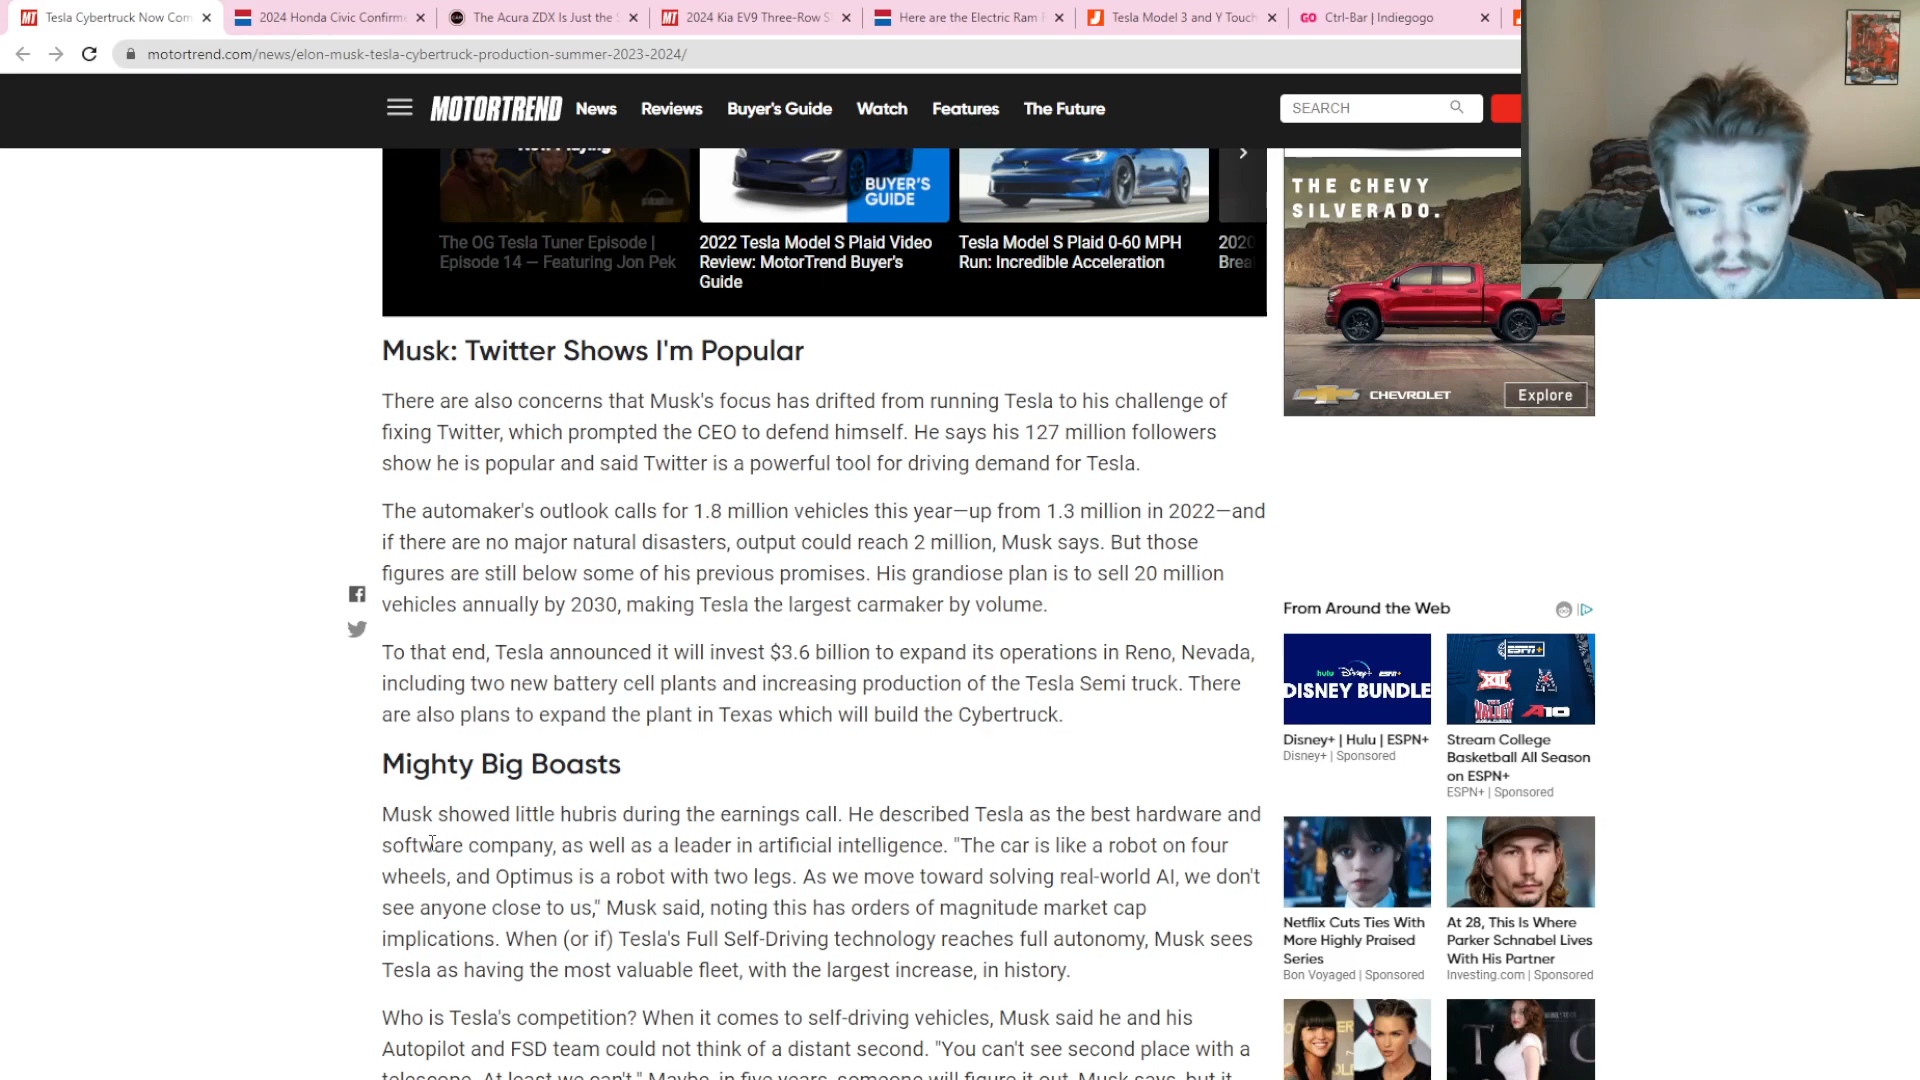 Tesla Cybertruck Now Com
2024 Honda Civic Confirm
The Acura ZDX Is Just the
2024 Kia EV9 Three-Row S
Here are the Electric Ram
Tesla Model 3 and Y Touch
GO Ctrl-Bar | Indiegogo
motortrend.com/news/elon-musk-tesla-cybertruck-production-summer-2023-2024/
MOTORTREND
News
Reviews
Buyer's Guide
Watch
Features
The Future
SEARCH
Now Playing
BUYER'S
GUIDE
The OG Tesla Tuner Episode |
Episode 14 — Featuring Jon Pek
2022 Tesla Model S Plaid Video
Review: MotorTrend Buyer's
Guide
Tesla Model S Plaid 0-60 MPH
Run: Incredible Acceleration
2020
Brea
THE CHEVY
SILVERADO.
CHEVROLET
Explore
Musk: Twitter Shows I'm Popular
There are also concerns that Musk's focus has drifted from running Tesla to his challenge of
fixing Twitter, which prompted the CEO to defend himself. He says his 127 million followers
show he is popular and said Twitter is a powerful tool for driving demand for Tesla.
The automaker's outlook calls for 1.8 million vehicles this year—up from 1.3 million in 2022—and
if there are no major natural disasters, output could reach 2 million, Musk says. But those
figures are still below some of his previous promises. His grandiose plan is to sell 20 million
vehicles annually by 2030, making Tesla the largest carmaker by volume.
To that end, Tesla announced it will invest $3.6 billion to expand its operations in Reno, Nevada,
including two new battery cell plants and increasing production of the Tesla Semi truck. There
are also plans to expand the plant in Texas which will build the Cybertruck.
Mighty Big Boasts
Musk showed little hubris during the earnings call. He described Tesla as the best hardware and
software company, as well as a leader in artificial intelligence. "The car is like a robot on four
wheels, and Optimus is a robot with two legs. As we move toward solving real-world AI, we don't
see anyone close to us," Musk said, noting this has orders of magnitude market cap
implications. When (or if) Tesla's Full Self-Driving technology reaches full autonomy, Musk sees
Tesla as having the most valuable fleet, with the largest increase, in history.
Who is Tesla's competition? When it comes to self-driving vehicles, Musk said he and his
Autopilot and FSD team could not think of a distant second. "You can't see second place with a
telescope. At least we can't." Maybe, in five years, someone will figure it out, Musk says, but it
From Around the Web
hulu Disney+ ESPN+
DISNEY BUNDLE
Disney+ | Hulu | ESPN+
Disney+ | Sponsored
ESPN+
XII
THE VALLEY
A10
Stream College
Basketball All Season
on ESPN+
ESPN+ | Sponsored
Netflix Cuts Ties With
More Highly Praised
Series
Bon Voyaged | Sponsored
At 28, This Is Where
Parker Schnabel Lives
With His Partner
Investing.com | Sponsored